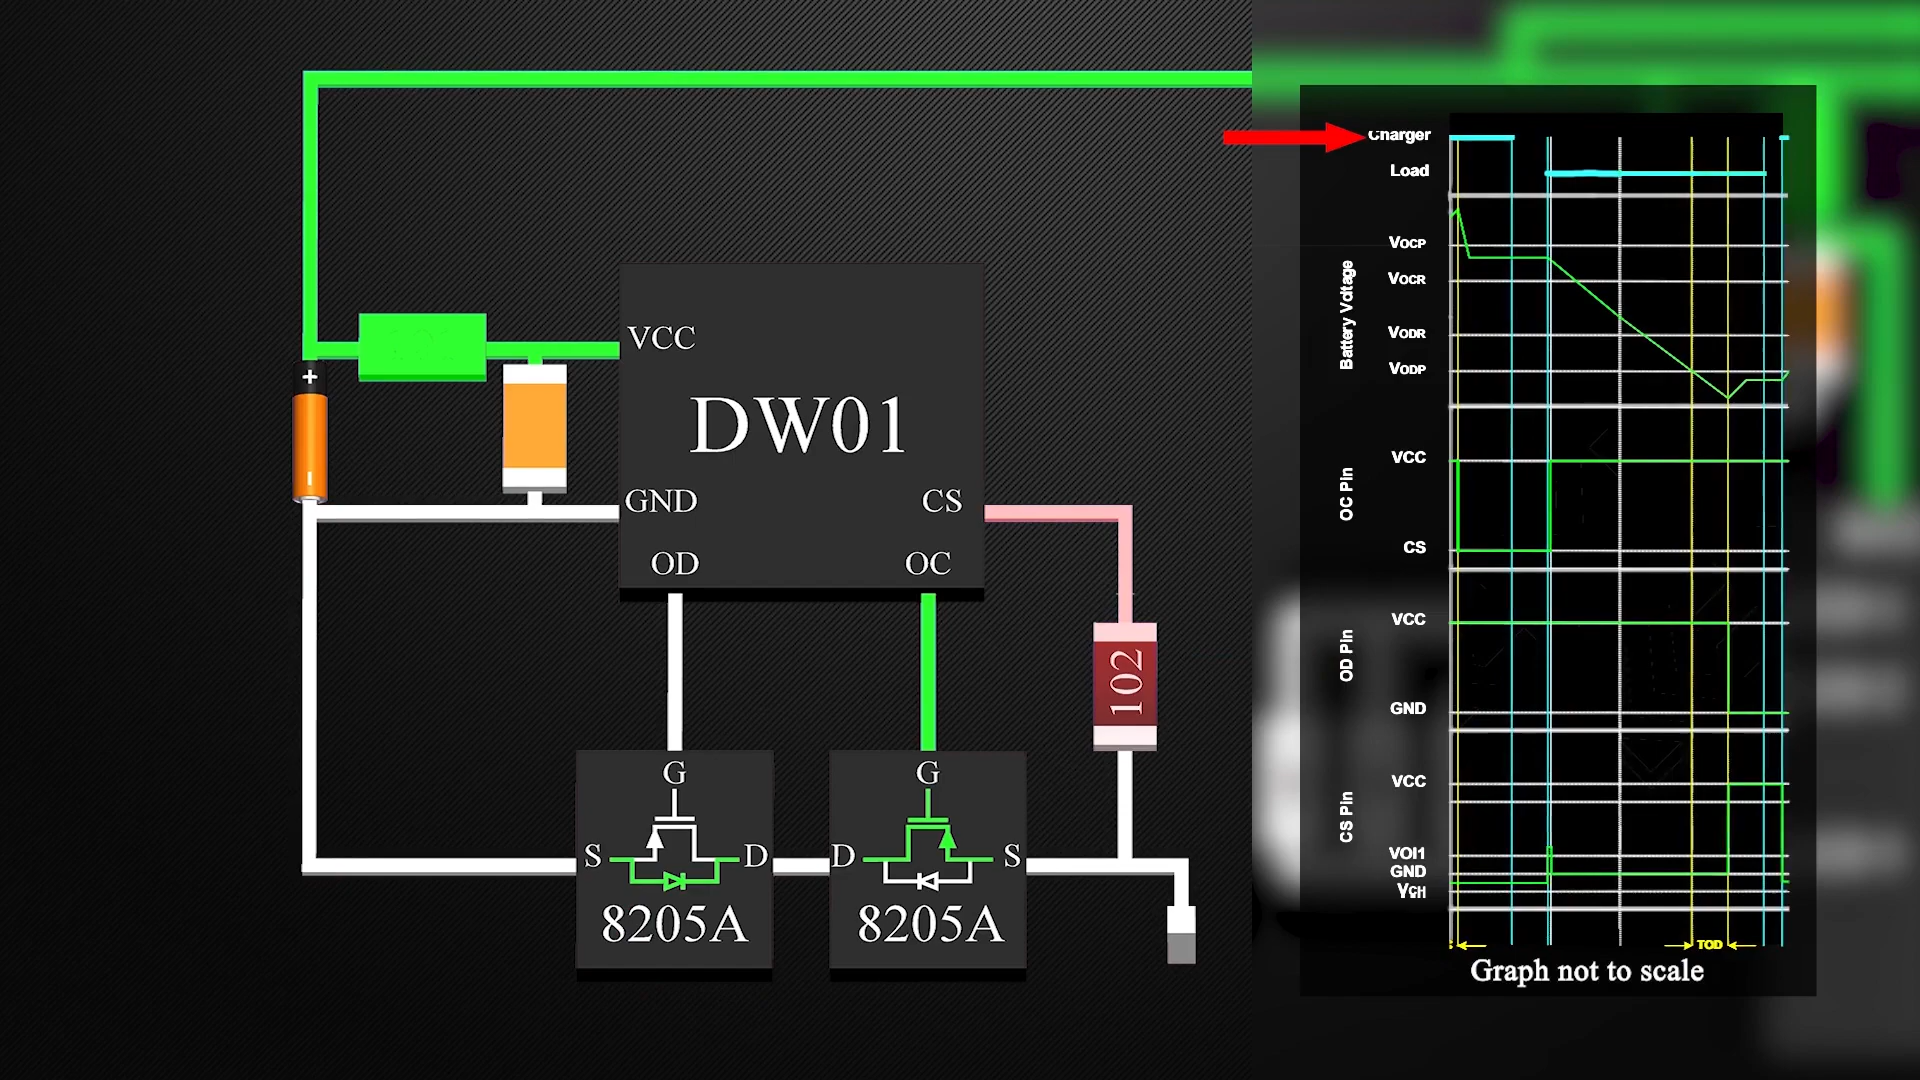 +
VCC
DW01
GND
CS
OD
OC
102
G
S
D
8205A
G
D
S
8205A
Charger
Load
Battery Voltage
VOCP
VOCR
VODR
VODP
OC Pin
VCC
CS
OD Pin
VCC
GND
CS Pin
VCC
VOI1
GND
VCH
TOD
Graph not to scale